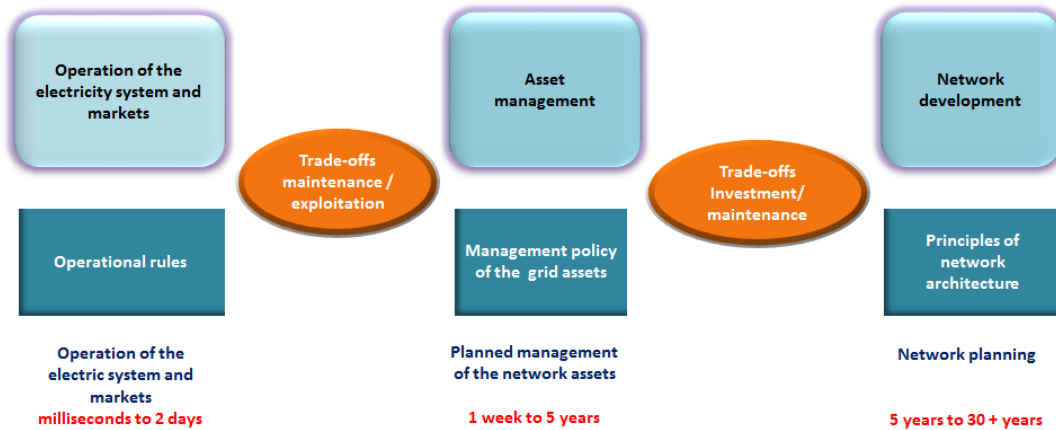 Operation of the
electricity system and
markets
Asset
management
Network
development
Trade-offs
maintenance /
exploitation
Trade-offs
Investment/
maintenance
Operational rules
Management policy
of the grid assets
Principles of
network
architecture
Operation of the
electric system and
markets
milliseconds to 2 days
Planned management
of the network assets
1 week to 5 years
Network planning
5 years to 30 + years